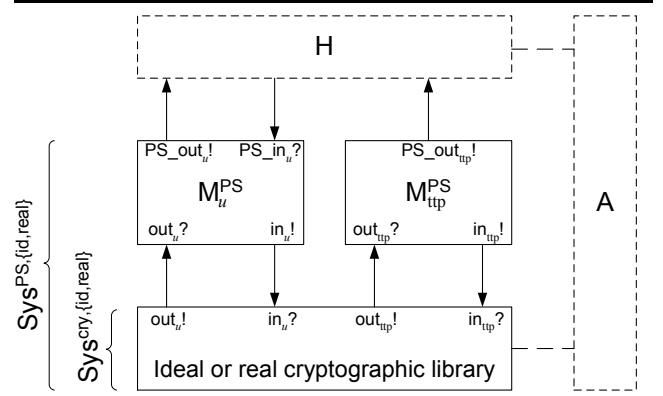 H
PS_out_u! PS_in_u? PS_out_ttp!
M_u^PS M_ttp^PS
A
out_u? in_u! out_ttp? in_ttp!
Sys^PS,{id,real}
Sys^cry,{id,real}
out_u! in_u? out_ttp! in_ttp?
Ideal or real cryptographic library